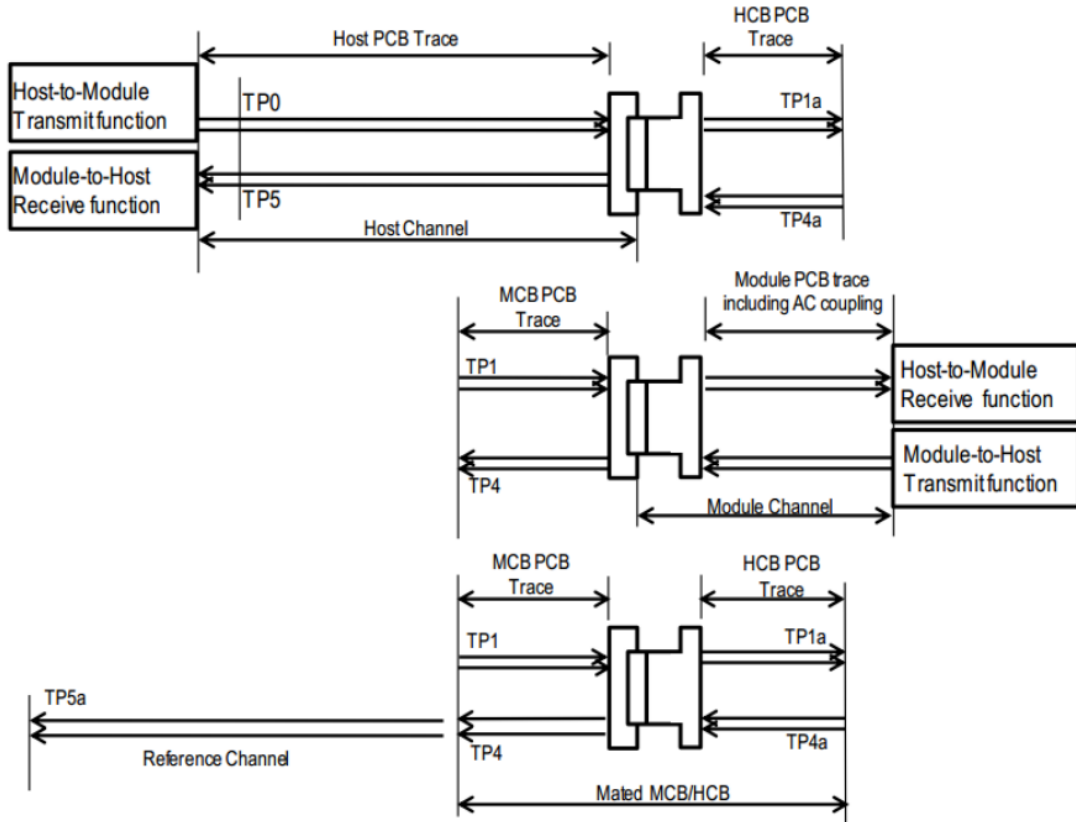 HCB PCB
Trace
Host PCB Trace
Host-to-Module
Transmit function
TP0
TP1a
Module-to-Host
Receive function
TP5
TP4a
Host Channel
MCB PCB
Trace
Module PCB trace
including AC coupling
TP1
Host-to-Module
Receive function
TP4
Module-to-Host
Transmit function
Module Channel
MCB PCB
Trace
HCB PCB
Trace
TP1
TP1a
TP5a
TP4
TP4a
Reference Channel
Mated MCB/HCB